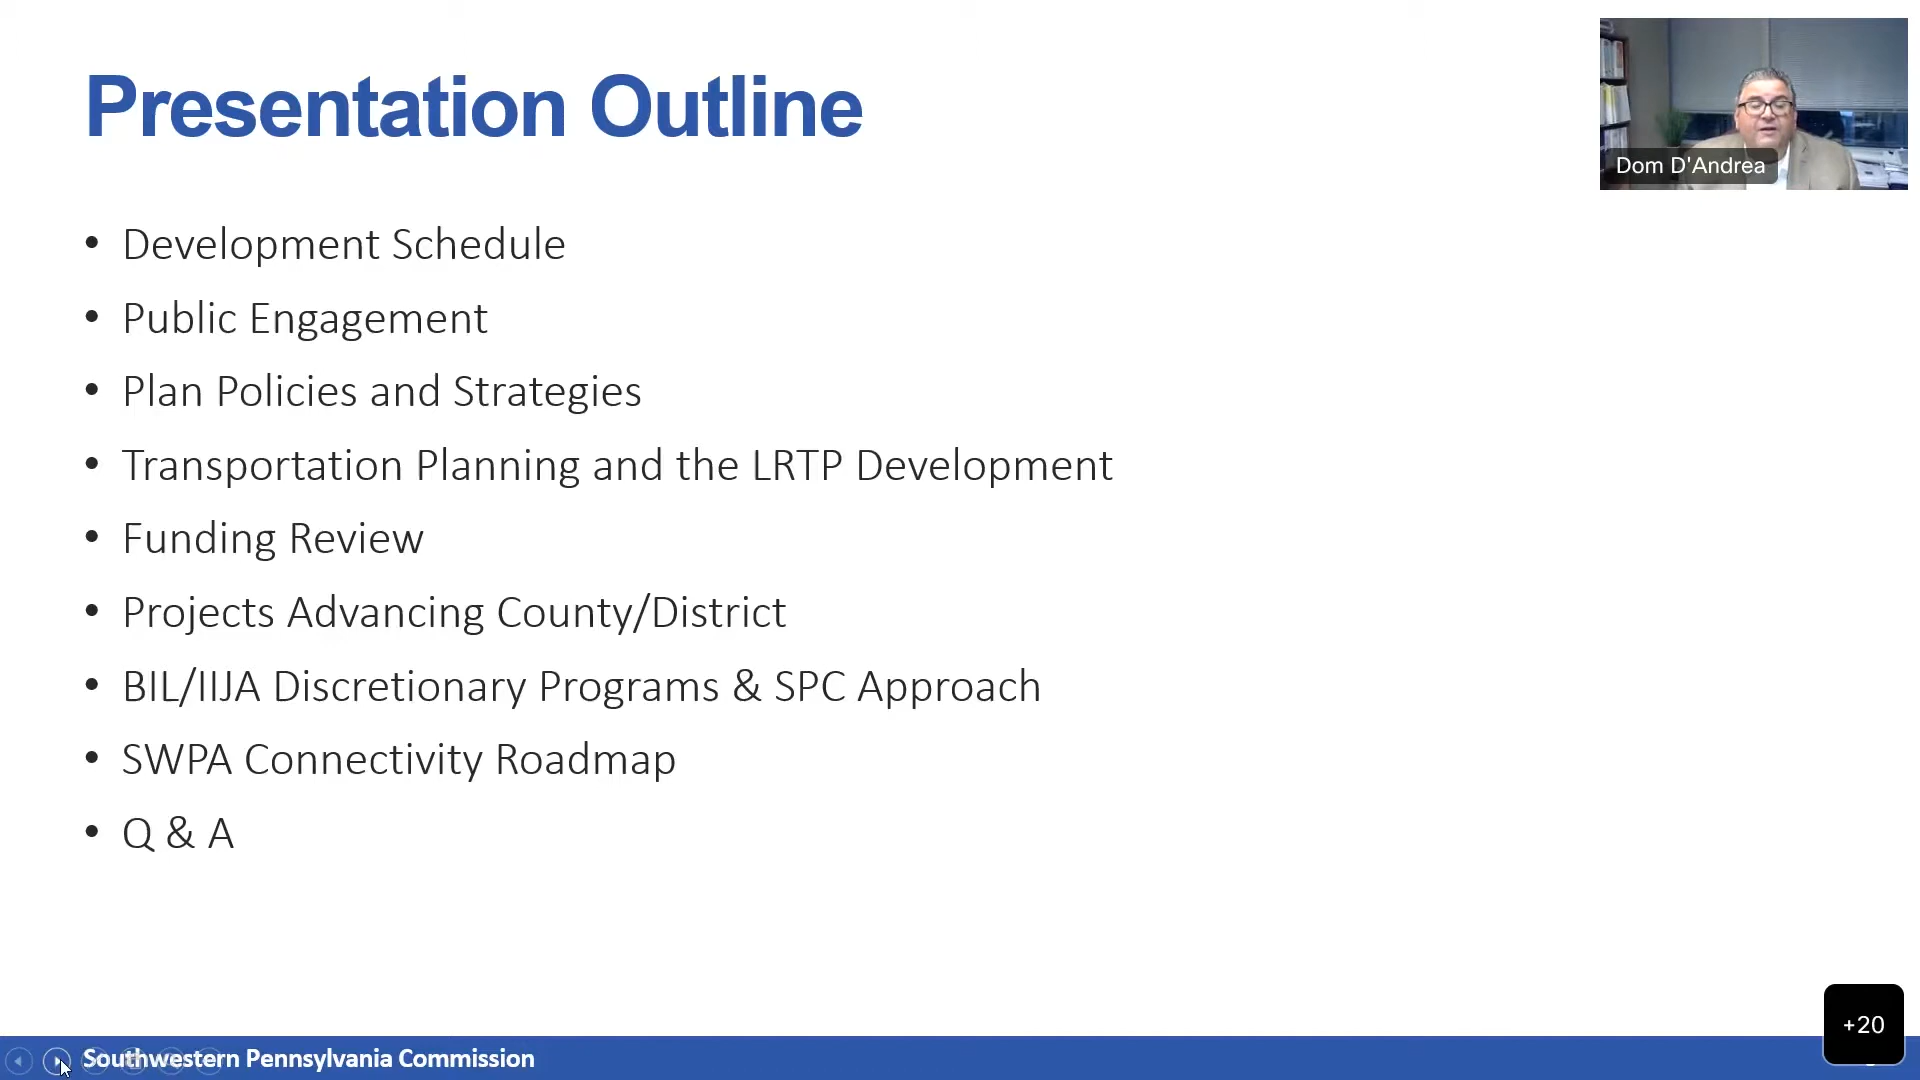 Presentation Outline
Dom D'Andrea
• Development Schedule
• Public Engagement
• Plan Policies and Strategies
• Transportation Planning and the LRTP Development
• Funding Review
• Projects Advancing County/District
• BIL/IIJA Discretionary Programs & SPC Approach
• SWPA Connectivity Roadmap
• Q & A
+20
Southwestern Pennsylvania Commission